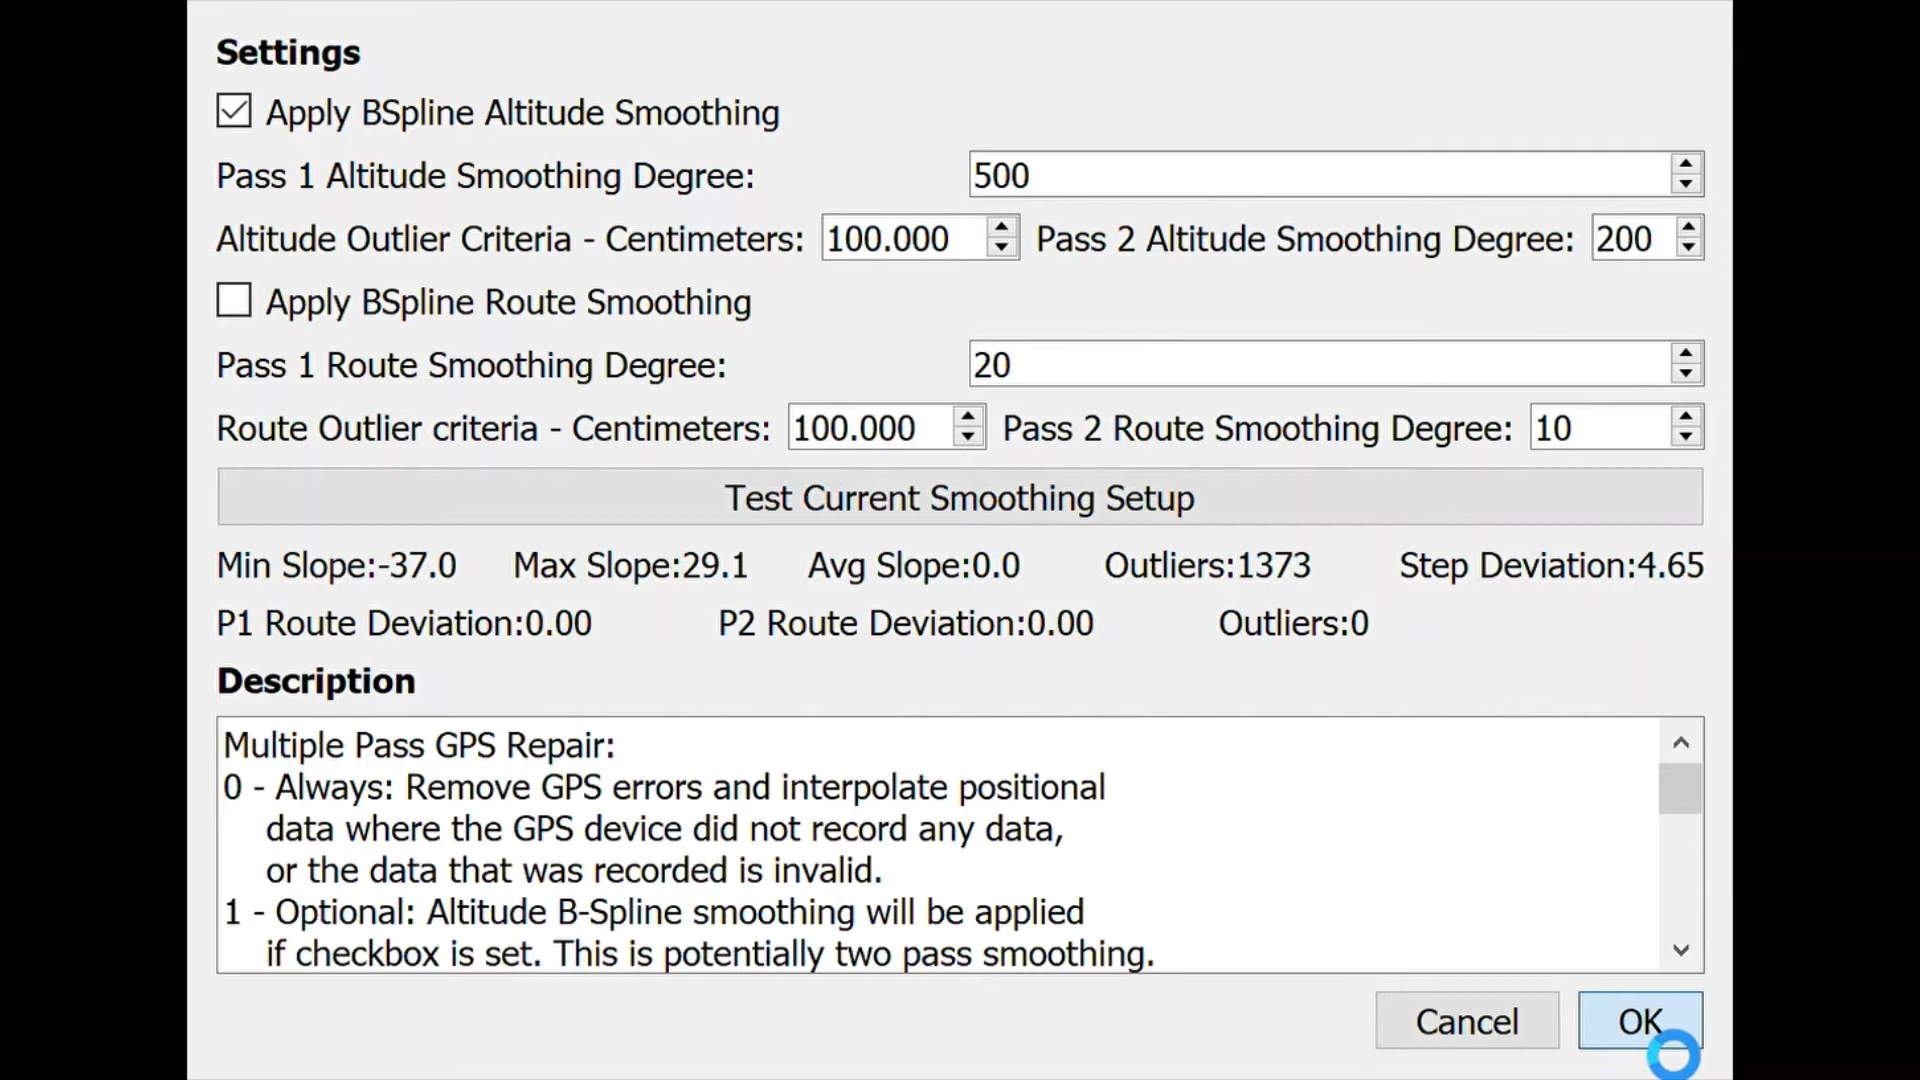 Settings
Apply BSpline Altitude Smoothing
Pass 1 Altitude Smoothing Degree: 500
Altitude Outlier Criteria - Centimeters: 100.000 Pass 2 Altitude Smoothing Degree: 200
Apply BSpline Route Smoothing
Pass 1 Route Smoothing Degree: 20
Route Outlier criteria - Centimeters: 100.000 Pass 2 Route Smoothing Degree: 10
Test Current Smoothing Setup
Min Slope:-37.0 Max Slope:29.1 Avg Slope:0.0 Outliers:1373 Step Deviation:4.65
P1 Route Deviation:0.00 P2 Route Deviation:0.00 Outliers:0
Description
Multiple Pass GPS Repair:
0 - Always: Remove GPS errors and interpolate positional
data where the GPS device did not record any data,
or the data that was recorded is invalid.
1 - Optional: Altitude B-Spline smoothing will be applied
if checkbox is set. This is potentially two pass smoothing.
Cancel OK